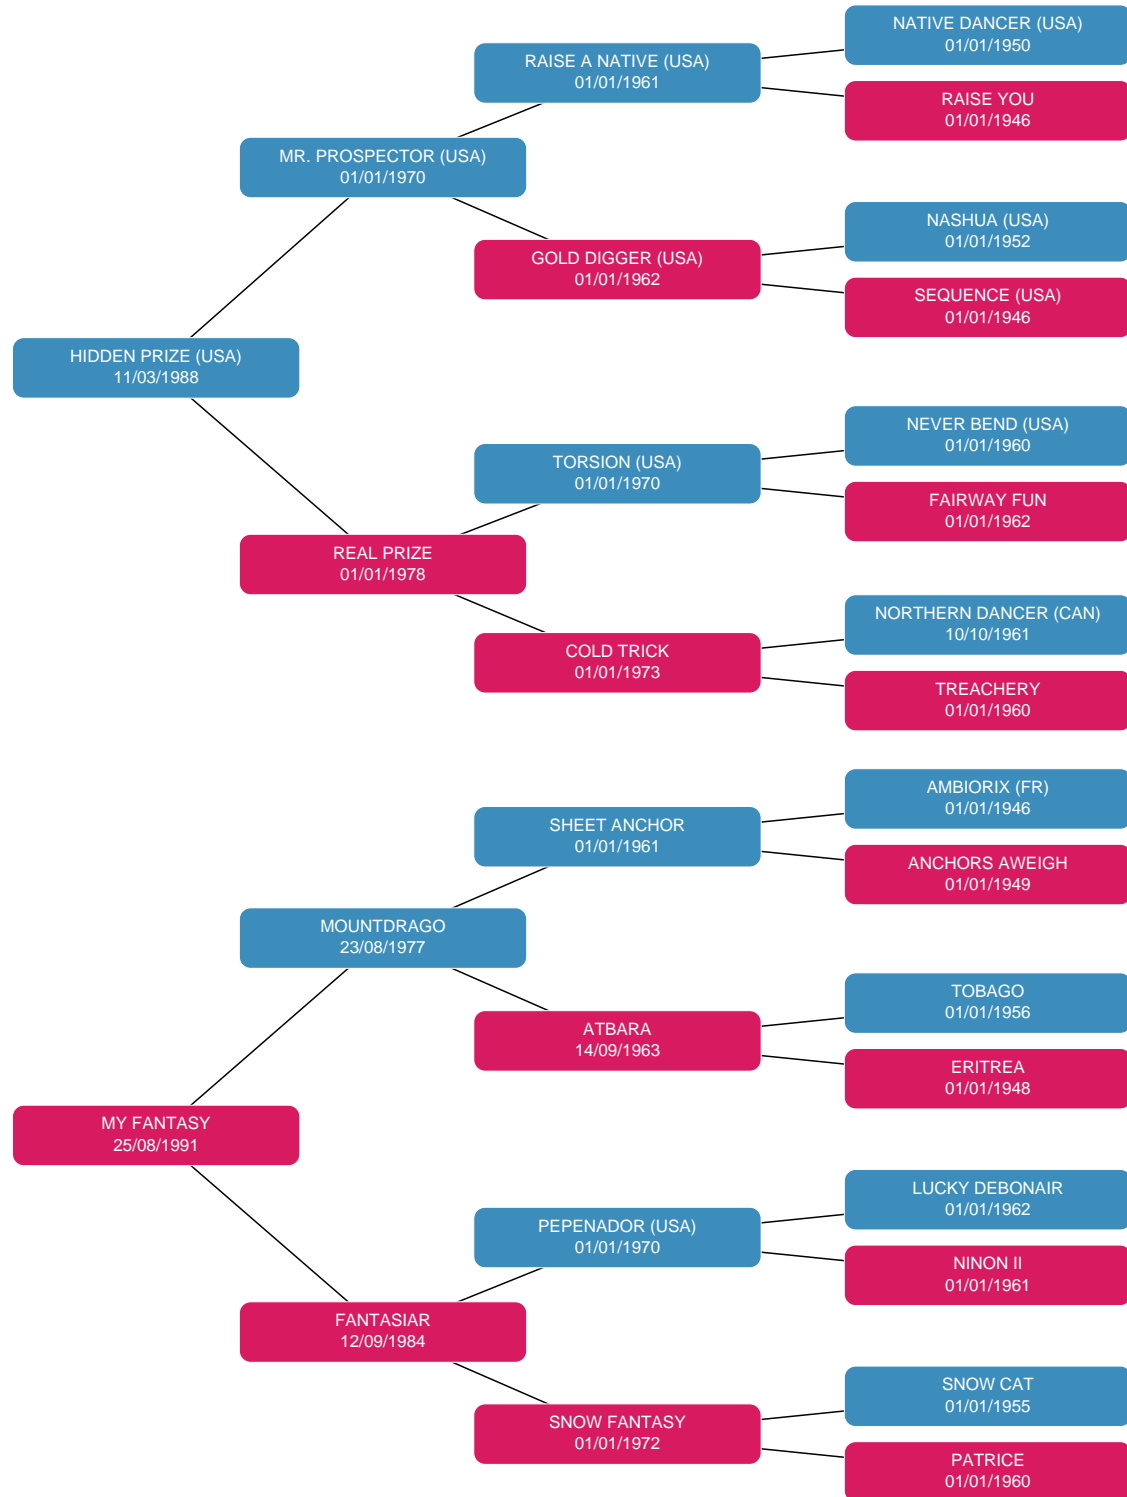 NATIVE DANCER (USA)
01/01/1950
RAISE A NATIVE (USA)
01/01/1961
RAISE YOU
01/01/1946
MR. PROSPECTOR (USA)
01/01/1970
NASHUA (USA)
01/01/1952
GOLD DIGGER (USA)
01/01/1962
SEQUENCE (USA)
01/01/1946
HIDDEN PRIZE (USA)
11/03/1988
NEVER BEND (USA)
01/01/1960
TORSION (USA)
01/01/1970
FAIRWAY FUN
01/01/1962
REAL PRIZE
01/01/1978
NORTHERN DANCER (CAN)
10/10/1961
COLD TRICK
01/01/1973
TREACHERY
01/01/1960
AMBIORIX (FR)
01/01/1946
SHEET ANCHOR
01/01/1961
ANCHORS AWEIGH
01/01/1949
MOUNTDRAGO
23/08/1977
TOBAGO
01/01/1956
ATBARA
14/09/1963
ERITREA
01/01/1948
MY FANTASY
25/08/1991
LUCKY DEBONAIR
01/01/1962
PEPENADOR (USA)
01/01/1970
NINON II
01/01/1961
FANTASIAR
12/09/1984
SNOW CAT
01/01/1955
SNOW FANTASY
01/01/1972
PATRICE
01/01/1960